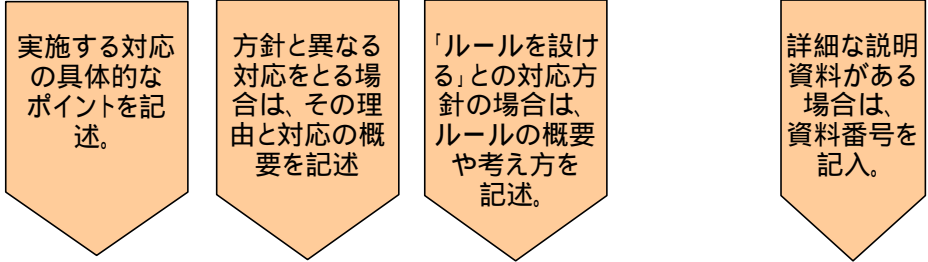 実施する対応
の具体的な
ポイントを記
述。
方針と異なる
対応をとる場
合は、その理
由と対応の概
要を記述
「ルールを設け
る」との対応方
針の場合は、
ルールの概要
や考え方を
記述。
詳細な説明
資料がある
場合は、
資料番号を
記入。